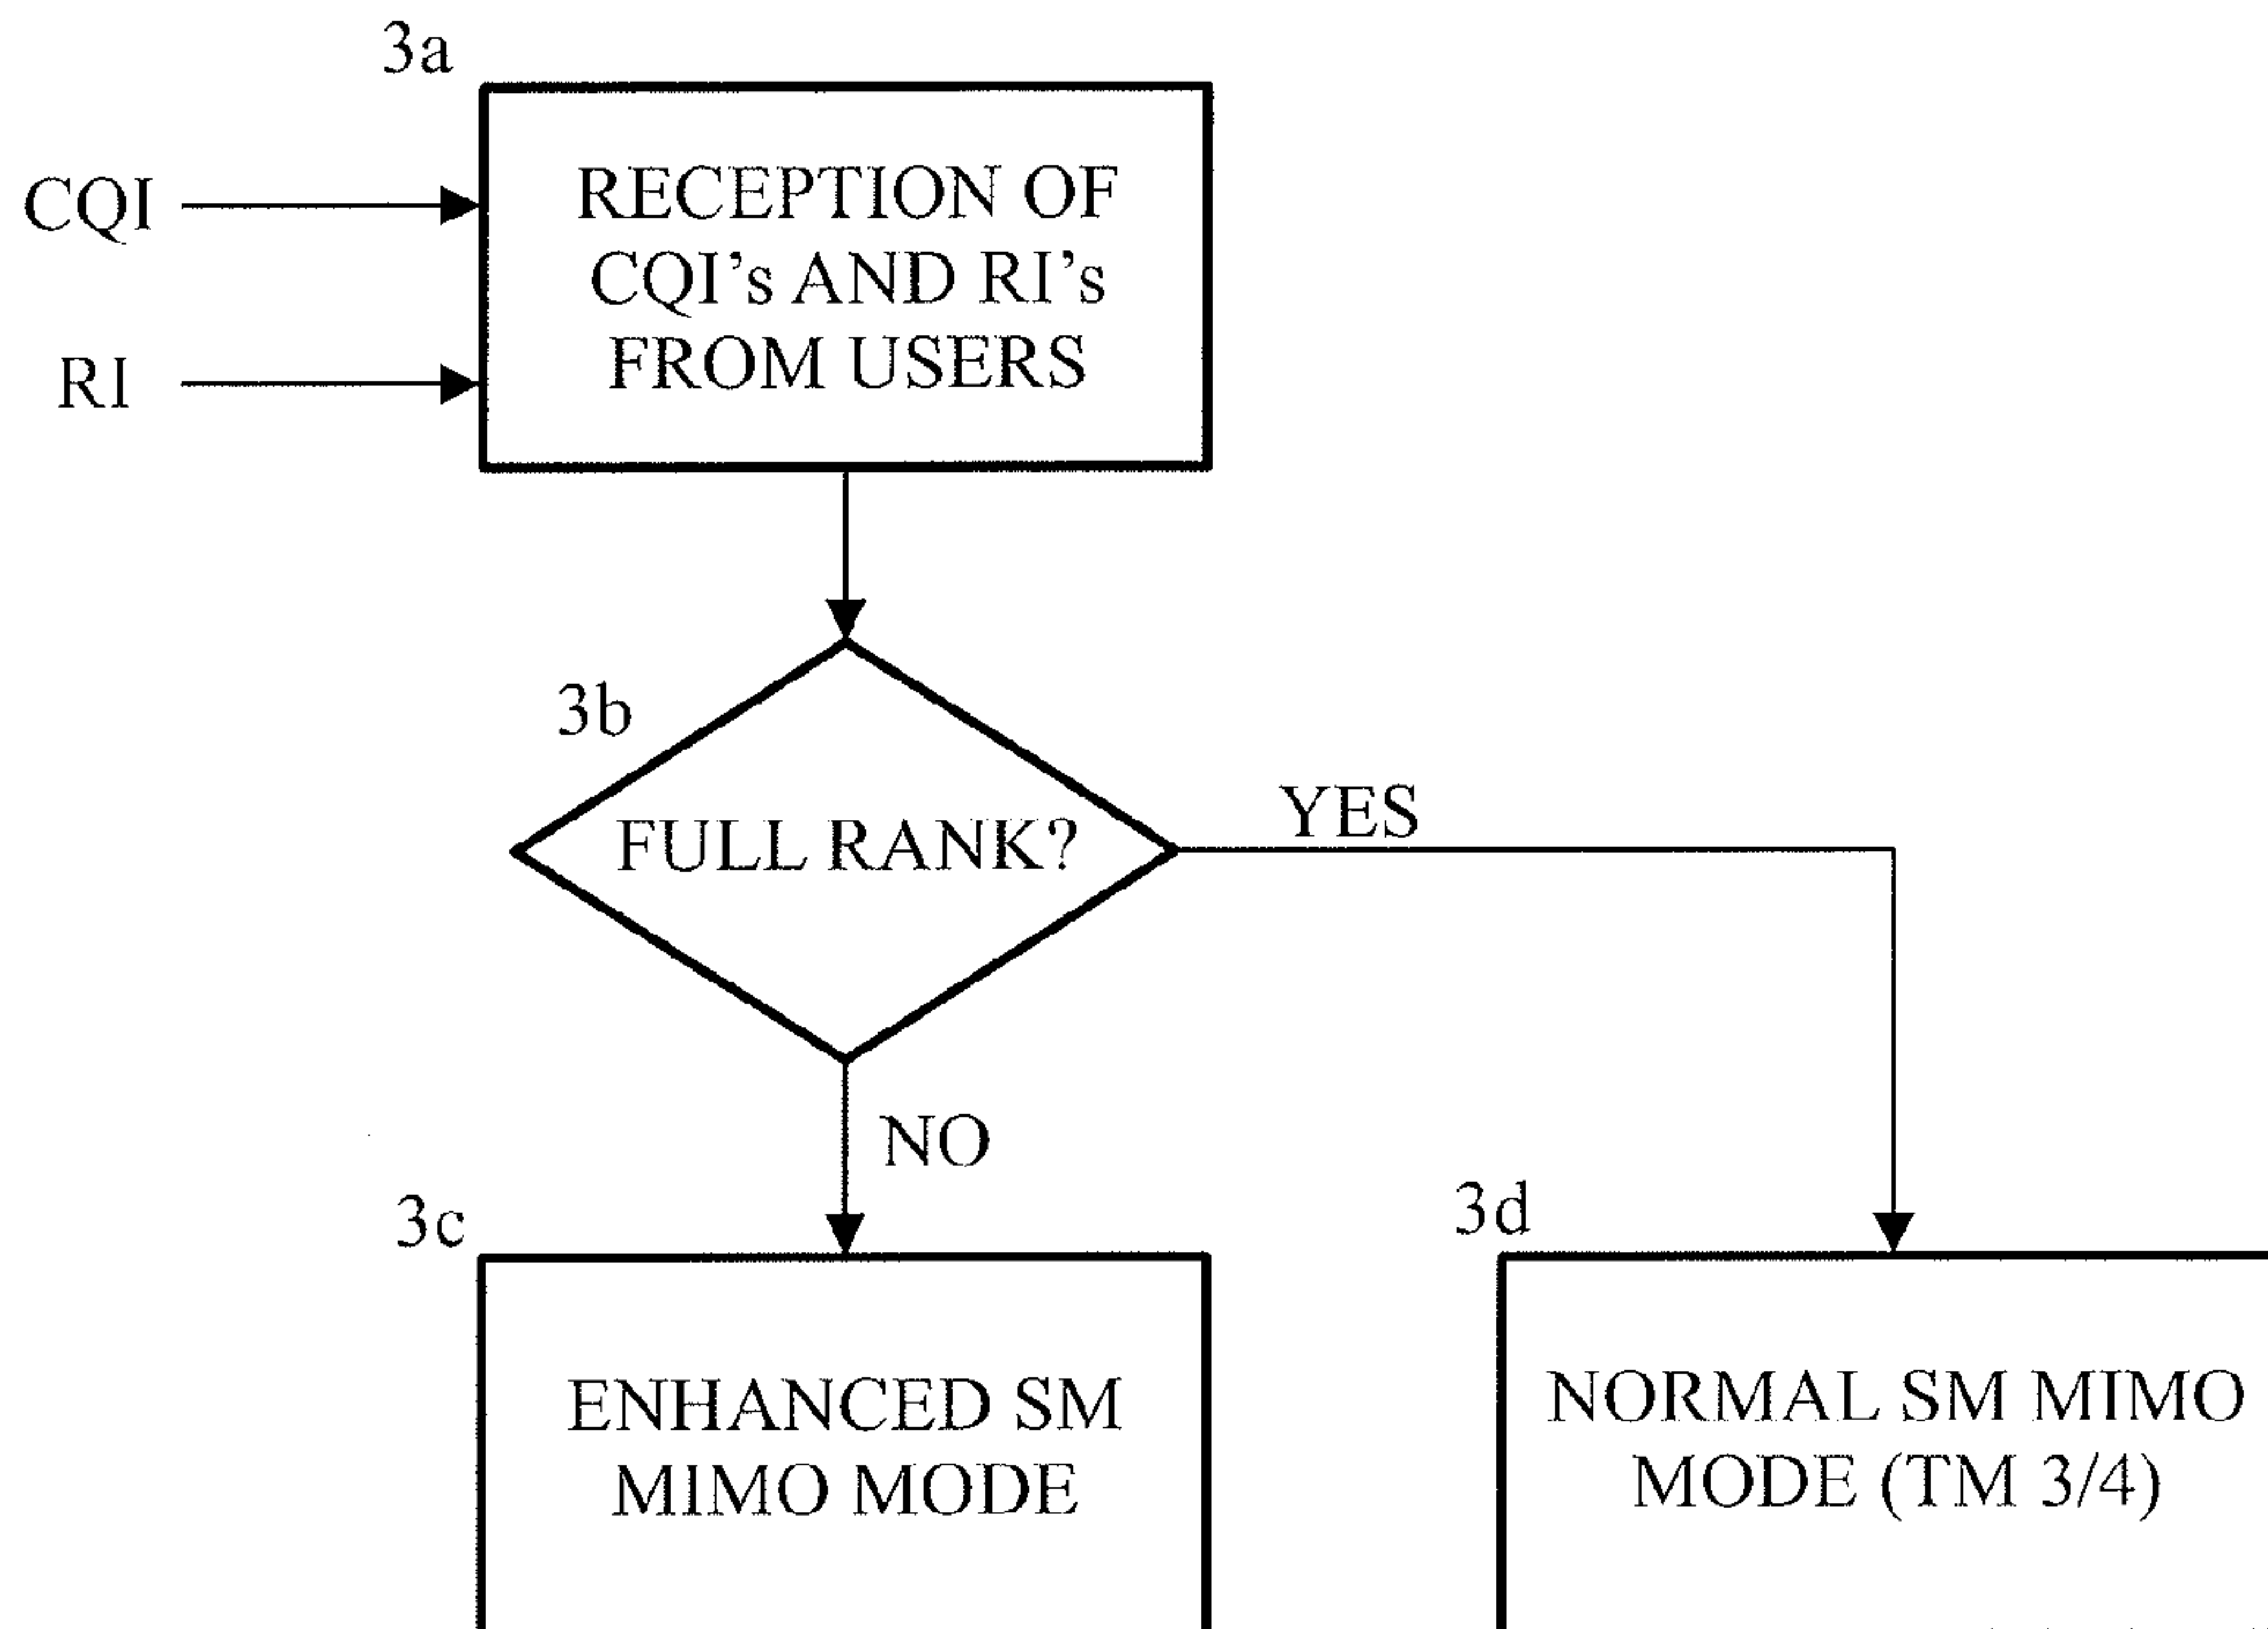 3a
CQI
RECEPTION OF
CQI's AND RI's
FROM USERS
RI
3b
FULL RANK?
YES
NO
3c
3d
ENHANCED SM
MIMO MODE
NORMAL SM MIMO
MODE (TM 3/4)